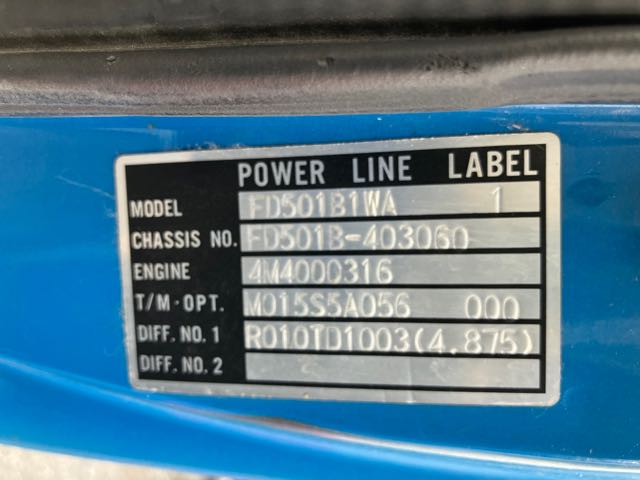 POWER LINE LABEL
MODEL FD501B1WA 1
CHASSIS NO. FD501B-403060
ENGINE 4M4000316
T/M·OPT. M015S5A056 000
DIFF. NO. 1 R010TD1003(4.875)
DIFF. NO. 2